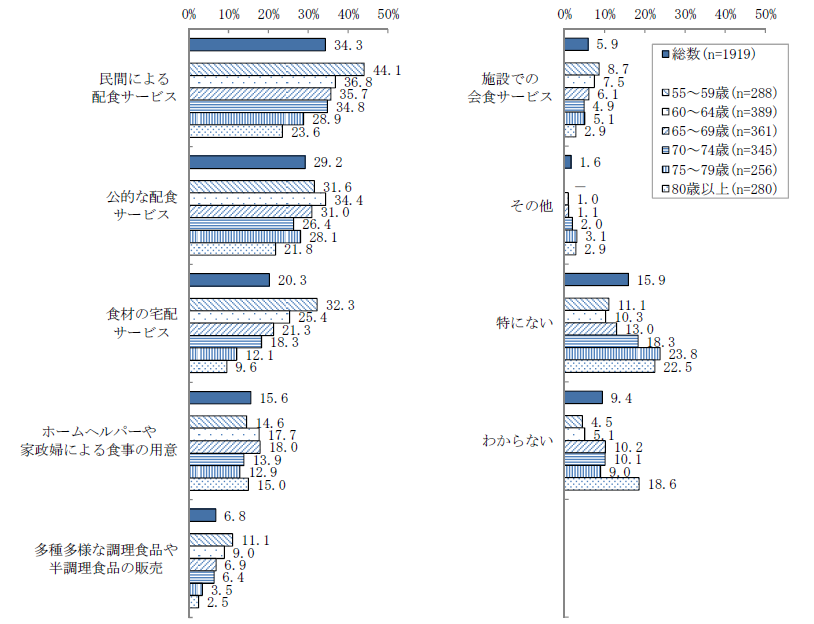 0% 10% 20% 30% 40% 50%
民間による
配食サービス
34.3
44.1
36.8
35.7
34.8
28.9
23.6
公的な配食
サービス
29.2
31.6
34.4
31.0
26.4
28.1
21.8
食材の宅配
サービス
20.3
32.3
25.4
21.3
18.3
12.1
9.6
ホームヘルパーや
家政婦による食事の用意
15.6
14.6
17.7
18.0
13.9
12.9
15.0
多種多様な調理食品や
半調理食品の販売
6.8
11.1
9.0
6.9
6.4
3.5
2.5
0% 10% 20% 30% 40% 50%
総数(n=1919)
55～59歳(n=288)
60～64歳(n=389)
65～69歳(n=361)
70～74歳(n=345)
75～79歳(n=256)
80歳以上(n=280)
施設での
会食サービス
5.9
8.7
7.5
6.1
4.9
5.1
2.9
その他
1.6
－
1.0
1.1
2.0
3.1
2.9
特にない
15.9
11.1
10.3
13.0
18.3
23.8
22.5
わからない
9.4
4.5
5.1
10.2
10.1
9.0
18.6